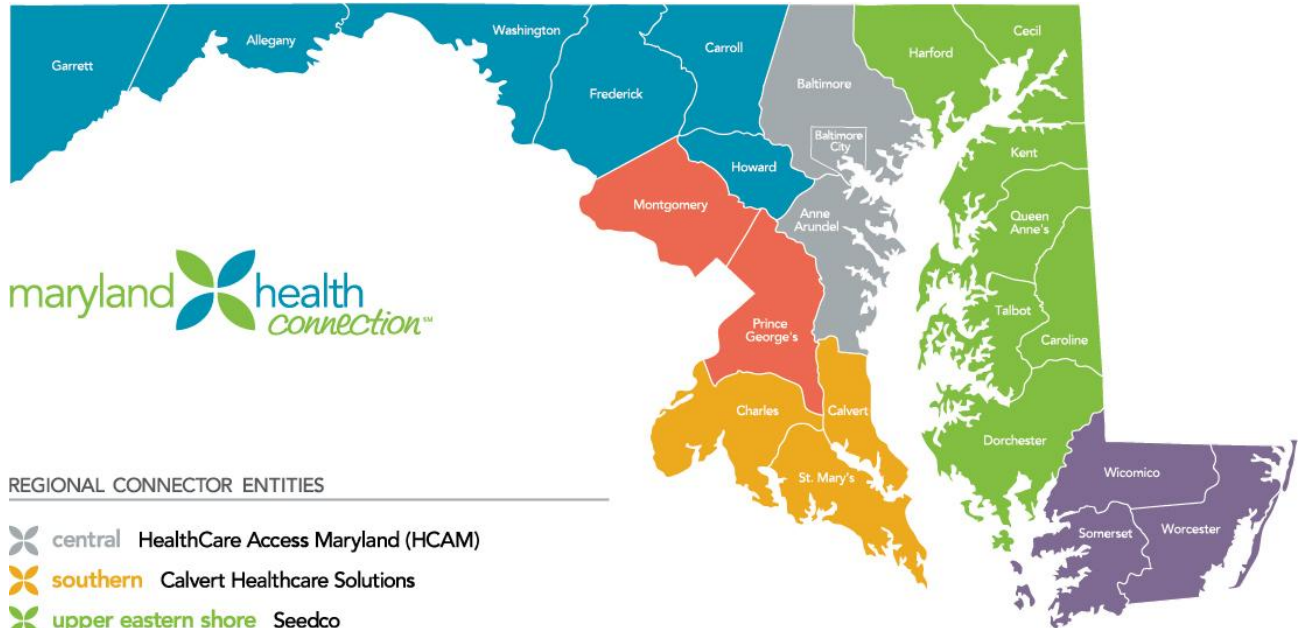 Garrett
Allegany
Washington
Frederick
Carroll
Baltimore
Baltimore
City
Harford
Cecil
Howard
Montgomery
Anne
Arundel
Kent
Queen
Anne's
Prince
George's
Talbot
Caroline
Charles
Calvert
St. Mary's
Dorchester
Wicomico
Somerset
Worcester
maryland health
connection℠
REGIONAL CONNECTOR ENTITIES
central HealthCare Access Maryland (HCAM)
southern Calvert Healthcare Solutions
upper eastern shore Seedco